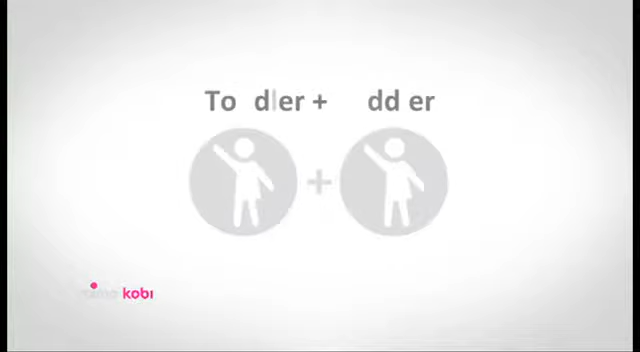 To dler + dd er
+
kobi